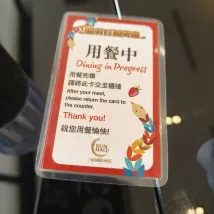 用餐中
Dining in Progress
用餐完畢
請將此卡交至櫃檯
After your meal,
please return the card to
the counter.
Thank you!
祝您用餐愉快!